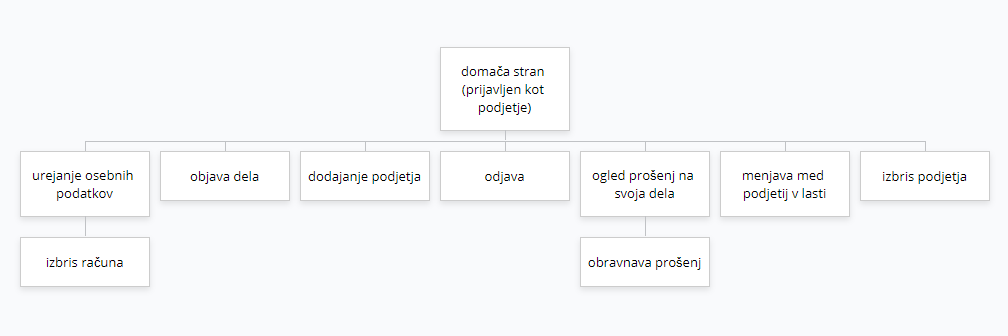 domača stran
(prijavljen kot
podjetje)
urejanje osebnih
podatkov
objava dela
dodajanje podjetja
odjava
ogled prošenj na
svoja dela
menjava med
podjetij v lasti
izbris podjetja
izbris računa
obravnava prošenj